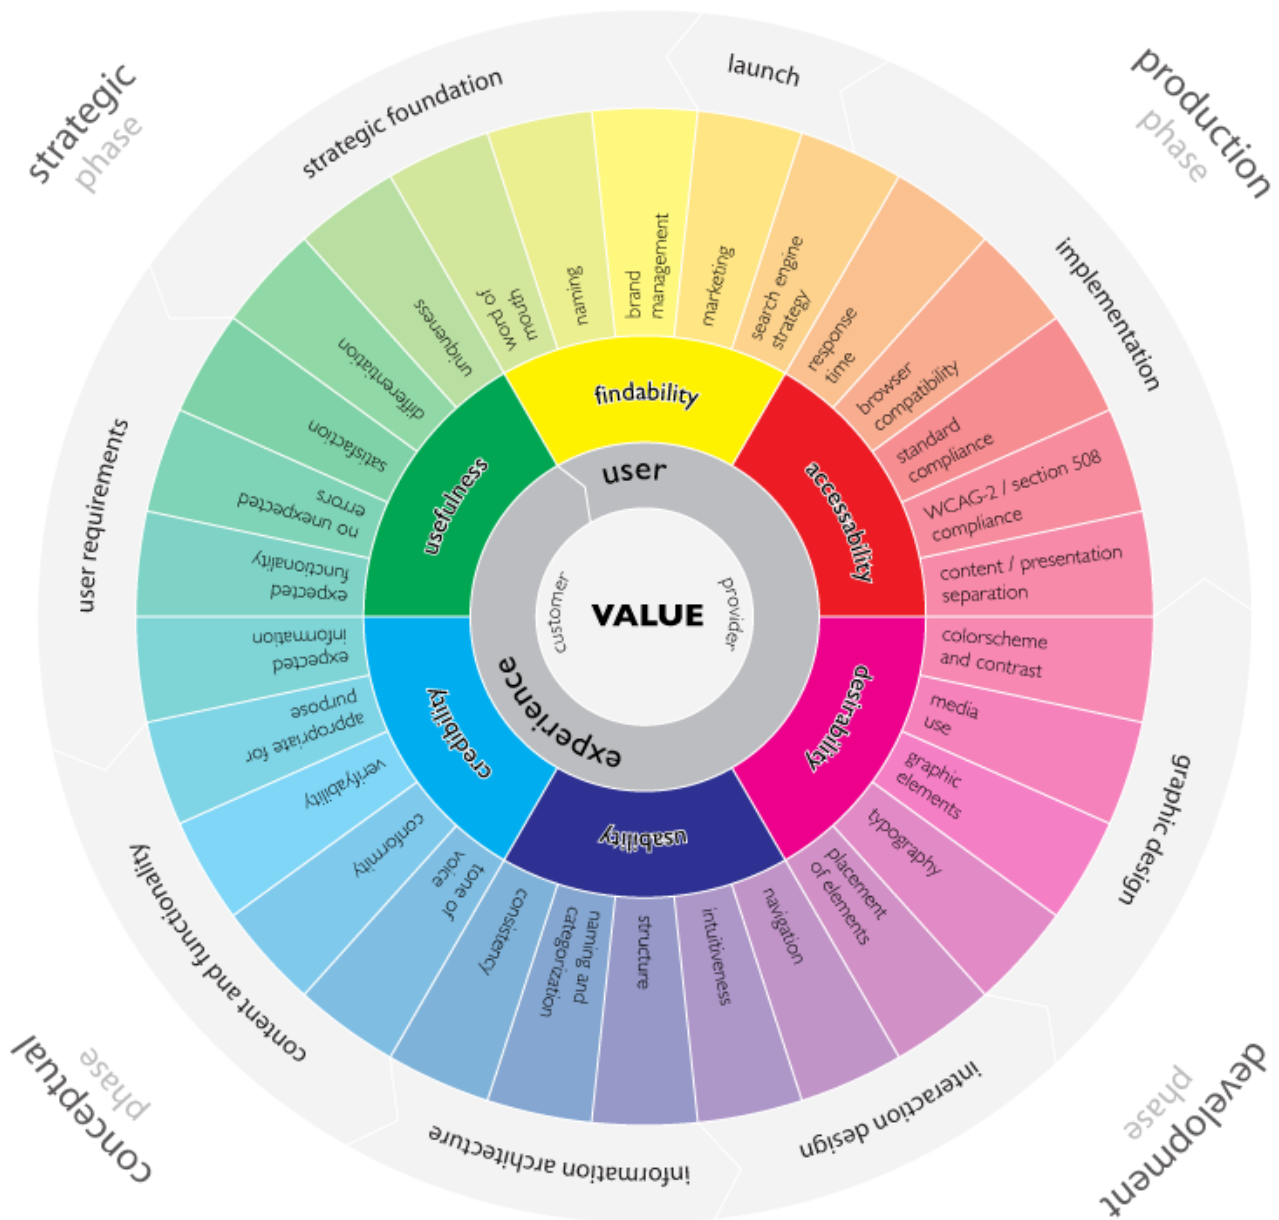 strategic
phase
production
phase
conceptual
phase
development
phase
strategic foundation
launch
implementation
graphic design
interaction design
information architecture
content and functionality
user requirements
word of
mouth
naming
brand
management
marketing
search engine
strategy
response
time
browser
compatibility
standard
compliance
WCAG-2 / section 508
compliance
content / presentation
separation
colorscheme
and contrast
media
use
graphic
elements
typography
placement
of elements
navigation
intuitiveness
structure
naming and
categorization
consistency
tone of
voice
conformity
verifyability
appropriate for
purpose
expected
information
expected
functionality
no unexpected
errors
satisfaction
differentiation
uniqueness
findability
accessability
desirability
usability
credibility
usefulness
user
experience
customer
VALUE
provider